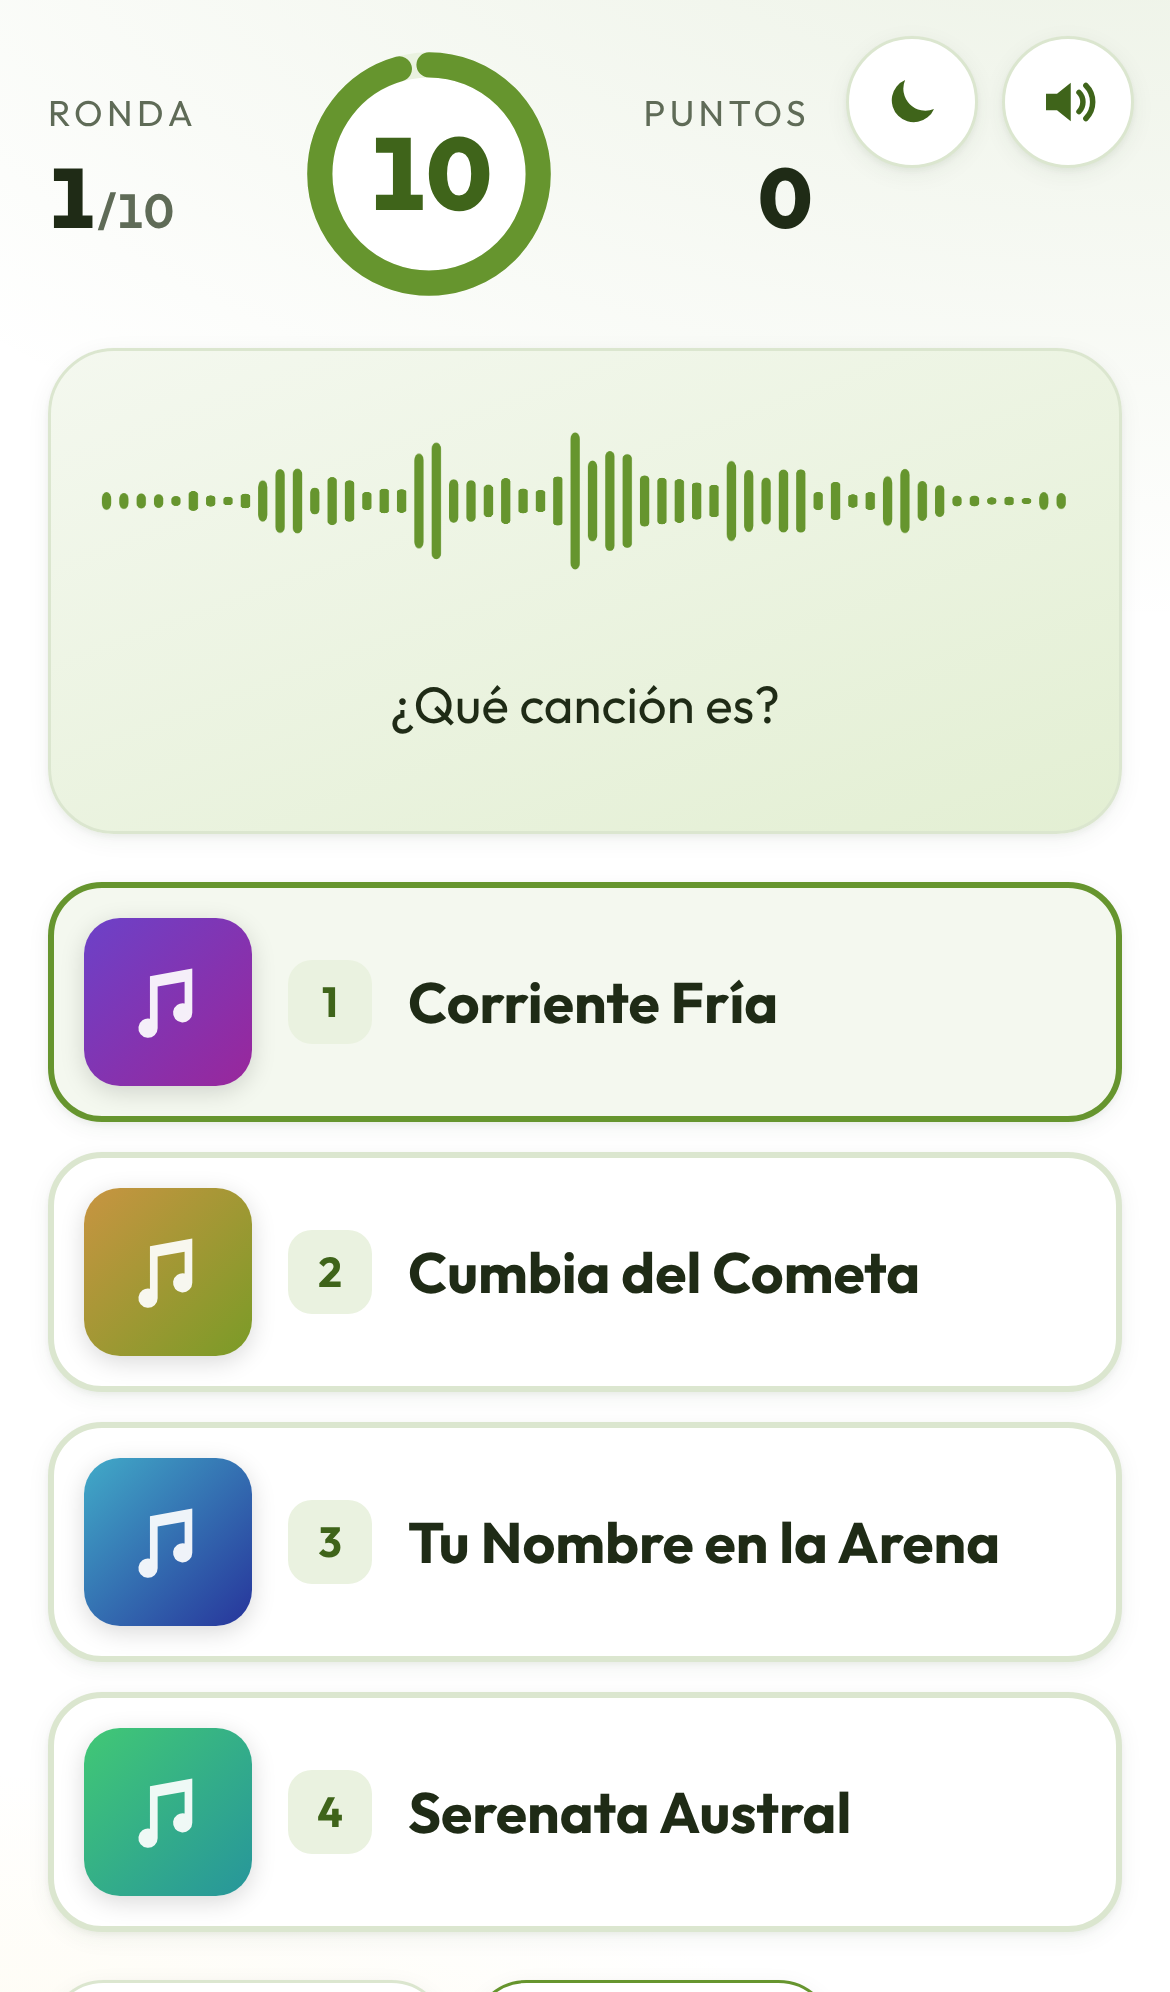 RONDA
1/10
10
PUNTOS
0
¿Qué canción es?
1 Corriente Fría
2 Cumbia del Cometa
3 Tu Nombre en la Arena
4 Serenata Austral